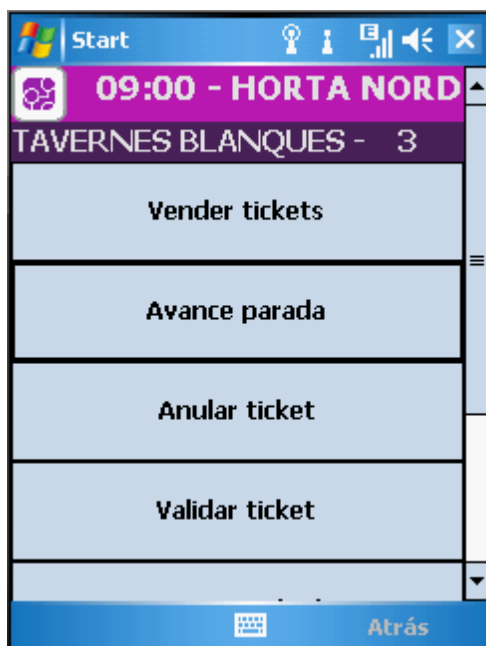 Start
E
09:00 - HORTA NORD
TAVERNES BLANQUES - 3
Vender tickets
Avance parada
Anular ticket
Validar ticket
Atrás